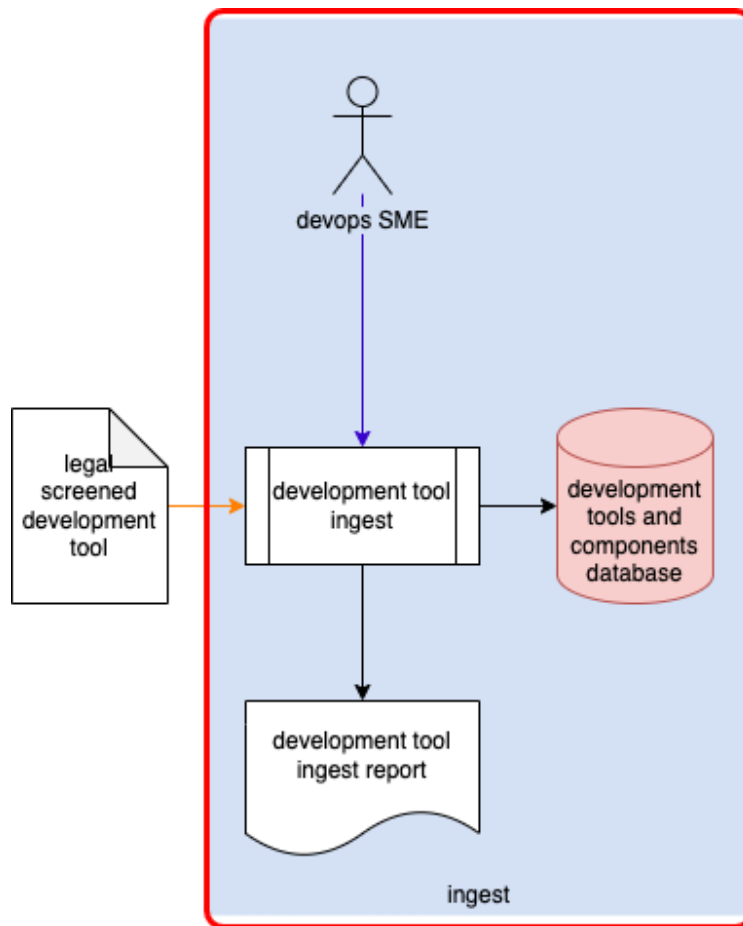 devops SME
legal
screened
development
tool
development tool
ingest
development
tools and
components
database
development tool
ingest report
ingest